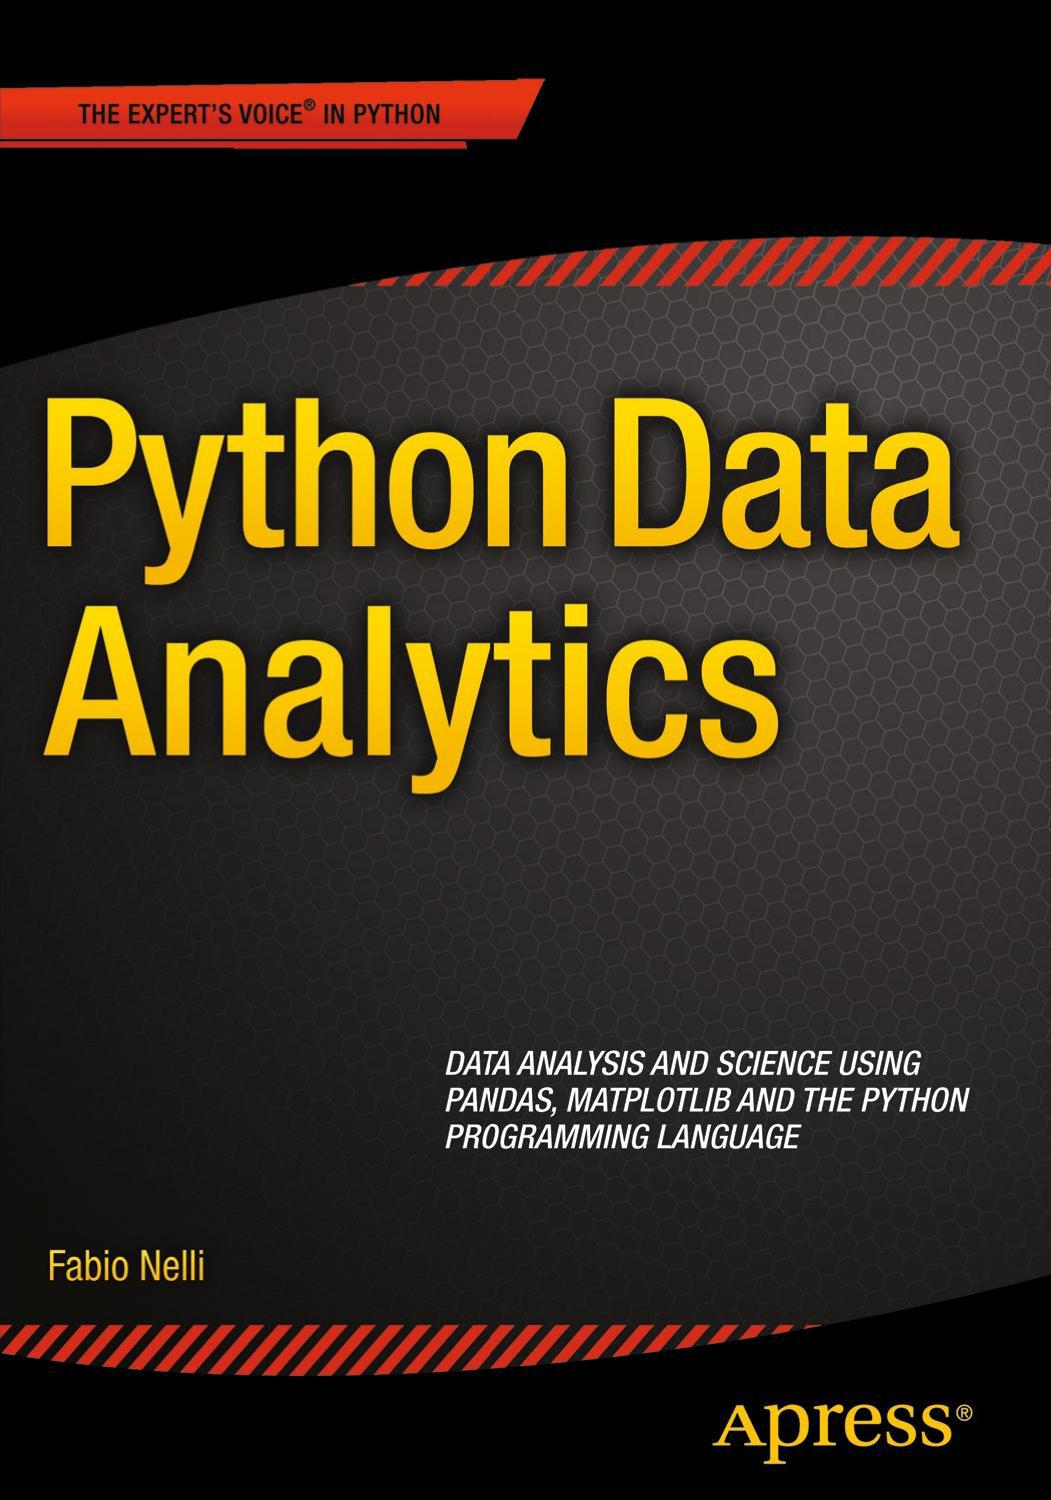 THE EXPERT'S VOICE® IN PYTHON
Python Data
Analytics
DATA ANALYSIS AND SCIENCE USING
PANDAS, MATPLOTLIB AND THE PYTHON
PROGRAMMING LANGUAGE
Fabio Nelli
Apress®